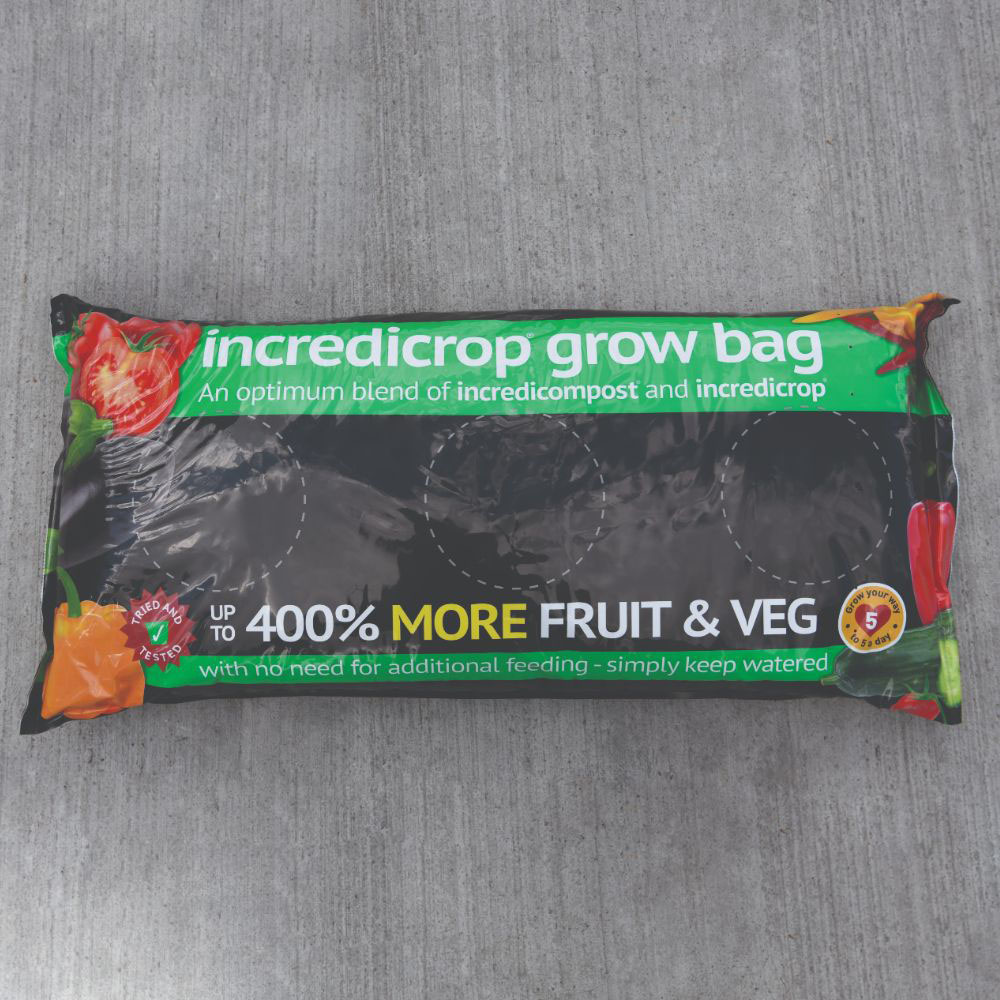 incredicrop® grow bag
An optimum blend of incredicompost® and incredicrop®
TRIED AND
TESTED
UP
TO
400% MORE FRUIT & VEG
Grow your way
5
to 5 a day
with no need for additional feeding - simply keep watered